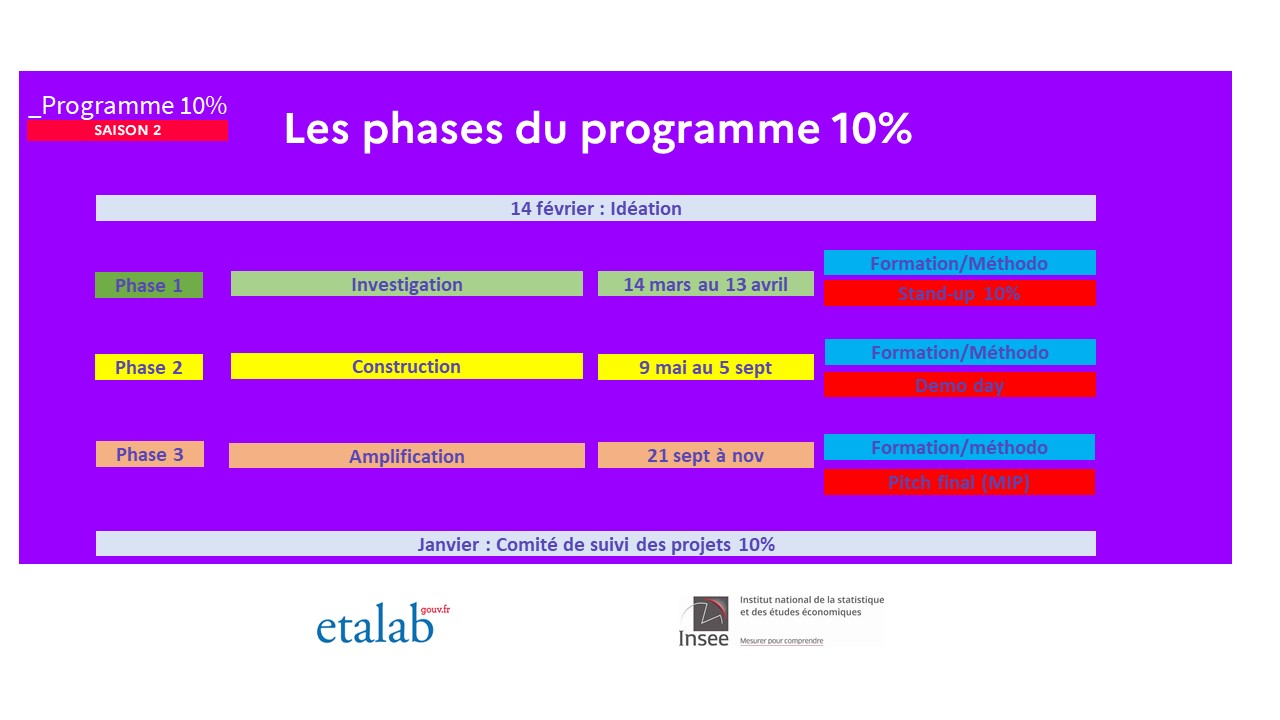 _Programme 10%
SAISON 2
Les phases du programme 10%
14 février : Idéation
Phase 1
Investigation
14 mars au 13 avril
Formation/Méthodo
Stand-up 10%
Phase 2
Construction
9 mai au 5 sept
Formation/Méthodo
Demo day
Phase 3
Amplification
21 sept à nov
Formation/méthodo
Pitch final (MIP)
Janvier : Comité de suivi des projets 10%
etalab gouv.fr
Insee
Institut national de la statistique
et des études économiques
Mesurer pour comprendre